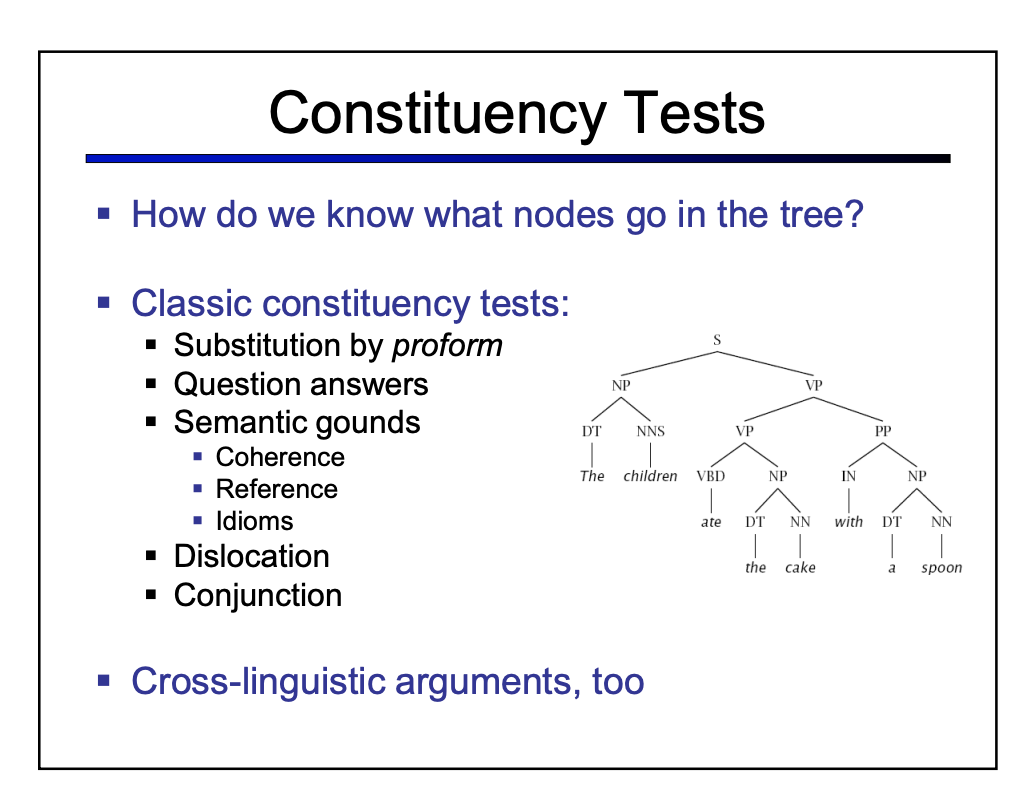 Constituency Tests
How do we know what nodes go in the tree?
Classic constituency tests:
Substitution by proform
Question answers
Semantic gounds
Coherence
Reference
Idioms
Dislocation
Conjunction
Cross-linguistic arguments, too
S
NP VP
DT NNS VP PP
The children VBD NP IN NP
ate DT NN with DT NN
the cake a spoon